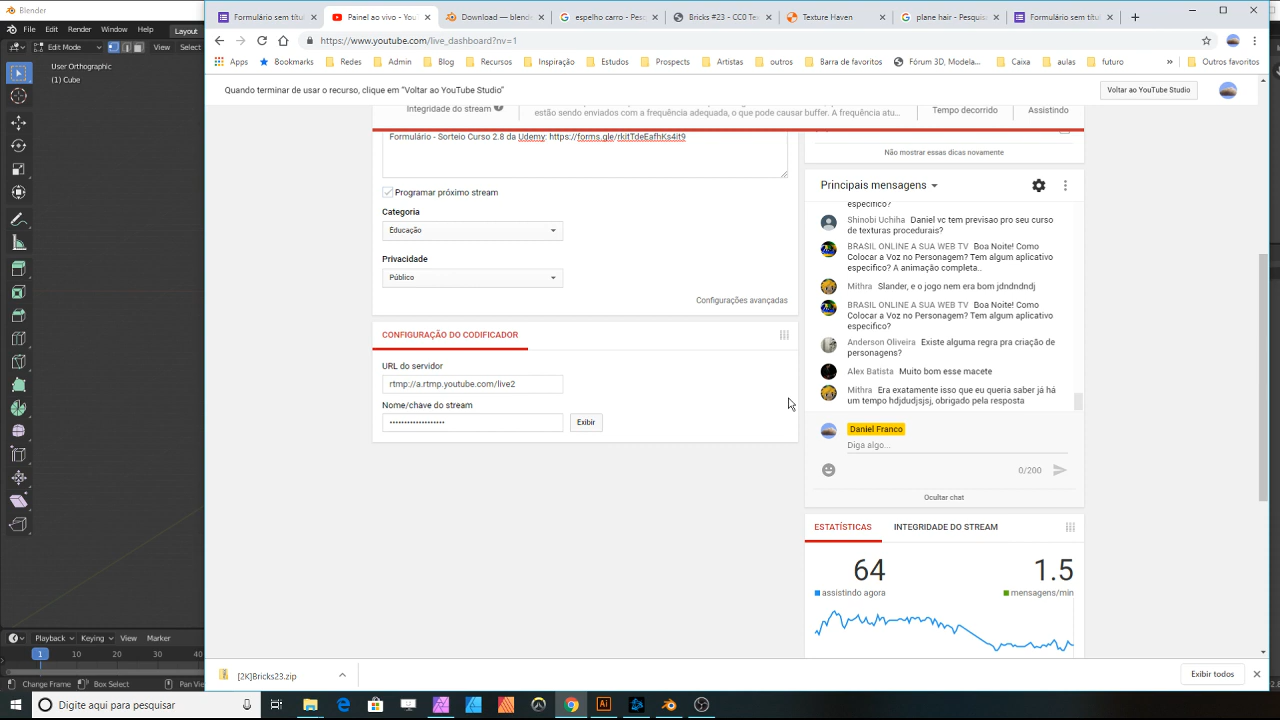 Blender
Formulário sem títu
Painel ao vivo - You
Download — blende
espelho carro - Pesq
Bricks #23 - CC0 Te
Texture Haven
plane hair - Pesquis
Formulário sem títu
File Edit Render Window Help Layout
https://www.youtube.com/live_dashboard?nv=1
Edit Mode View Select
Apps Bookmarks Redes Admin Blog Recursos Inspiração Estudos Prospects Artistas outros Barra de favoritos Fórum 3D, Modela... Caixa aulas futuro » Outros favoritos
User Orthographic
(1) Cube
Quando terminar de usar o recurso, clique em "Voltar ao YouTube Studio"
Voltar ao YouTube Studio
Integridade do stream
estão sendo enviados com a frequência adequada, o que pode causar buffer. A frequência atu...
Tempo decorrido
Assistindo
Formulário - Sorteio Curso 2.8 da Udemy: https://forms.gle/rkitTdeEafhKs4it9
Programar próximo stream
Categoria
Educação
Privacidade
Público
Configurações avançadas
CONFIGURAÇÃO DO CODIFICADOR
URL do servidor
rtmp://a.rtmp.youtube.com/live2
Nome/chave do stream
Exibir
Não mostrar essas dicas novamente
Principais mensagens
especifico?
Shinobi Uchiha Daniel vc tem previsao pro seu curso
de texturas procedurais?
BRASIL ONLINE A SUA WEB TV Boa Noite! Como
Colocar a Voz no Personagem? Tem algum aplicativo
especifico? A animação completa..
Mithra Slander, e o jogo nem era bom jdndndndj
BRASIL ONLINE A SUA WEB TV Boa Noite! Como
Colocar a Voz no Personagem? Tem algum aplicativo
especifico?
Anderson Oliveira Existe alguma regra pra criação de
personagens?
Alex Batista Muito bom esse macete
Mithra Era exatamente isso que eu queria saber já há
um tempo hdjdudjsjsj, obrigado pela resposta
Daniel Franco
Diga algo...
0/200
Ocultar chat
ESTATÍSTICAS INTEGRIDADE DO STREAM
64 1.5
assistindo agora mensagens/min
Playback Keying View Marker
1 10 20 30 40
[2K]Bricks23.zip
Exibir todos
Change Frame Box Select Pan Vie
Digite aqui para pesquisar